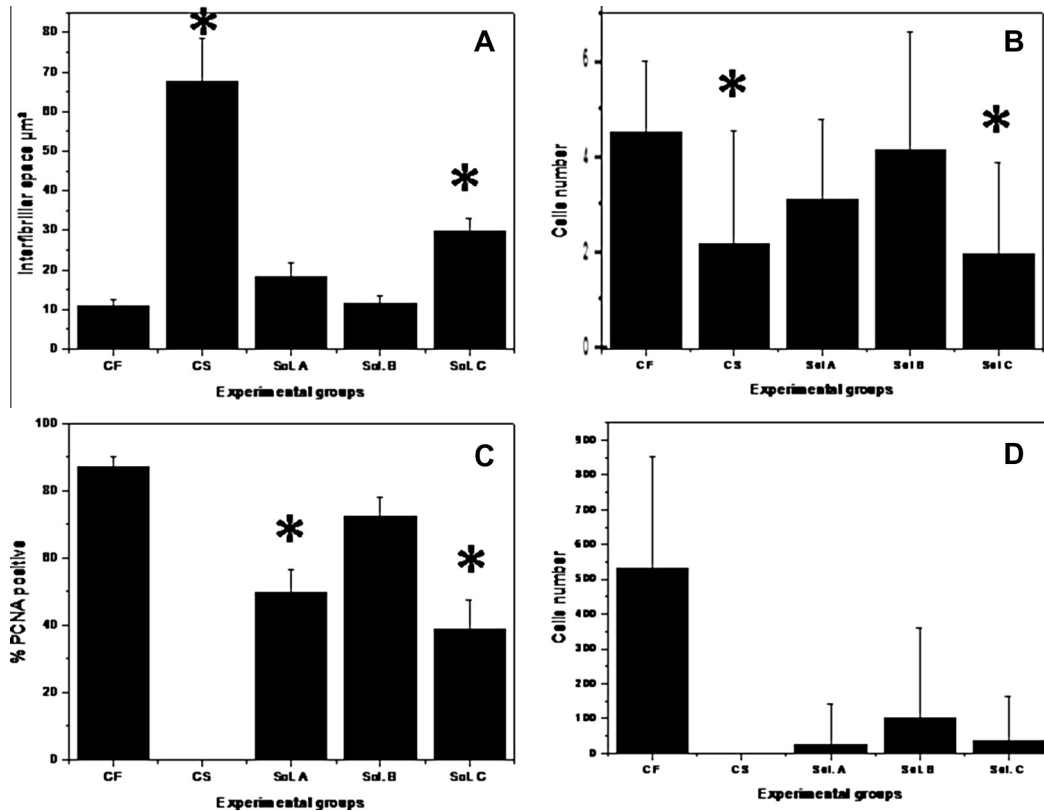 A
Interfibrillar space µm²
80
70
60
50
40
30
20
10
0
CF CS Sol. A Sol. B Sol. C
Experimental groups
B
Cells number
6
4
2
0
CF CS Sol A Sol B Sol C
Experimental groups
C
% PCNA positive
100
80
60
40
20
0
CF CS Sol. A Sol. B Sol. C
Experimental groups
D
Cells number
900
800
700
600
500
400
300
200
100
0
CF CS Sol. A Sol. B Sol. C
Experimental groups